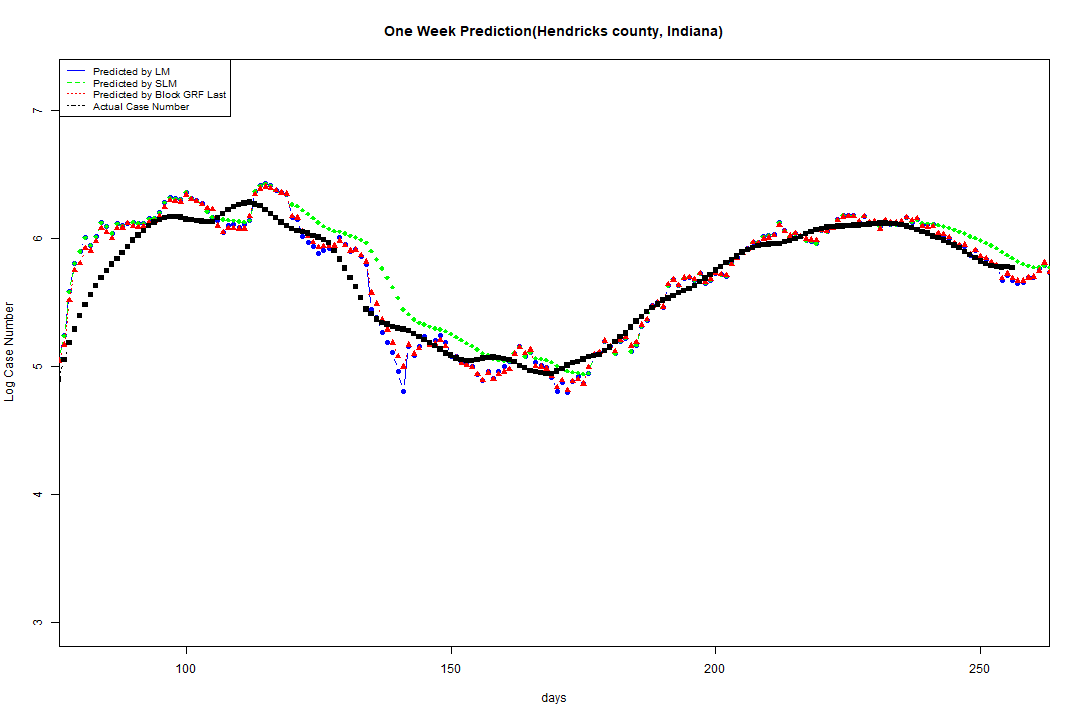 One Week Prediction(Hendricks county, Indiana)
Predicted by LM
Predicted by SLM
Predicted by Block GRF Last
Actual Case Number
7
6
5
4
3
Log Case Number
100 150 200 250
days